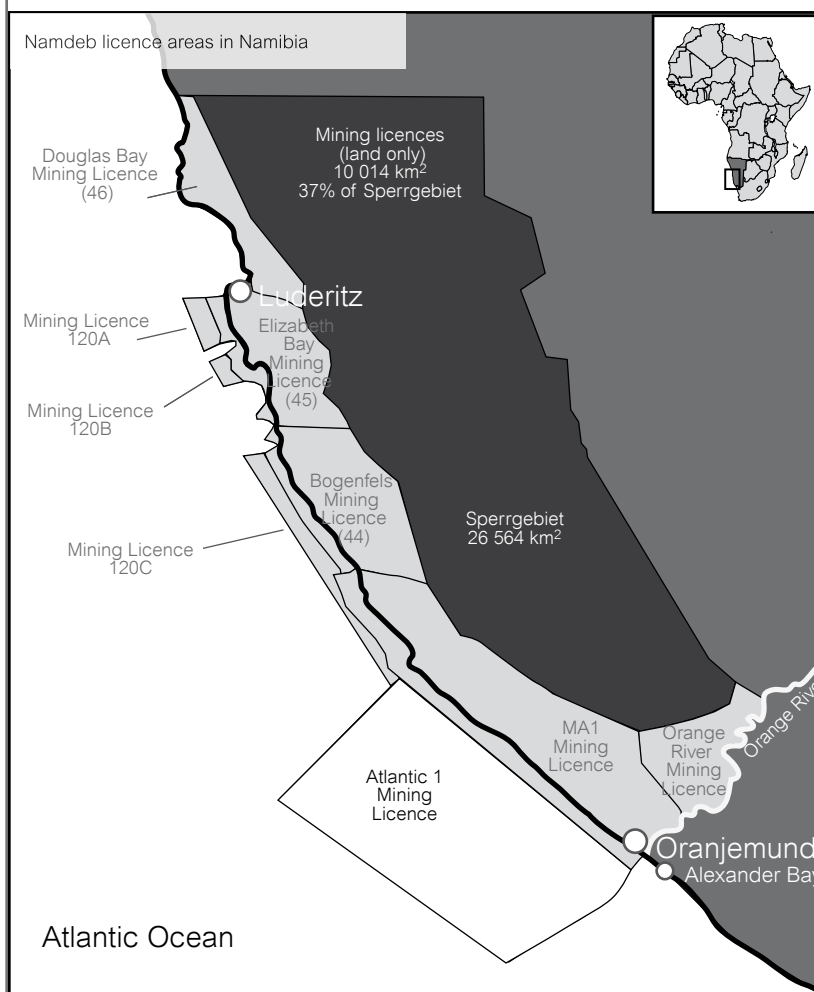 Namdeb licence areas in Namibia
Mining licences
(land only)
10 014 km²
37% of Sperrgebiet
Douglas Bay
Mining Licence
(46)
Luderitz
Mining Licence
120A
Elizabeth
Bay
Mining
Licence
(45)
Mining Licence
120B
Bogenfels
Mining
Licence
(44)
Sperrgebiet
26 564 km²
Mining Licence
120C
Orange River
MA1
Mining
Licence
Orange
River
Mining
Licence
Atlantic 1
Mining
Licence
Oranjemund
Alexander Bay
Atlantic Ocean